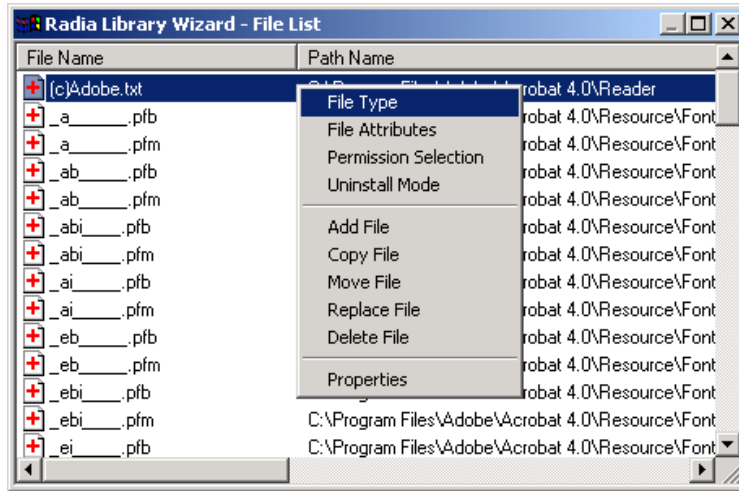 Radia Library Wizard - File List
File Name Path Name
(c)Adobe.txt robat 4.0\Reader
_a______.pfb robat 4.0\Resource\Font
_a______.pfm robat 4.0\Resource\Font
_ab_____.pfb robat 4.0\Resource\Font
_ab_____.pfm robat 4.0\Resource\Font
_abi____.pfb robat 4.0\Resource\Font
_abi____.pfm robat 4.0\Resource\Font
_ai_____.pfb robat 4.0\Resource\Font
_ai_____.pfm robat 4.0\Resource\Font
_eb_____.pfb robat 4.0\Resource\Font
_eb_____.pfm robat 4.0\Resource\Font
_ebi____.pfb robat 4.0\Resource\Font
_ebi____.pfm C:\Program Files\Adobe\Acrobat 4.0\Resource\Font
_ei_____.pfb C:\Program Files\Adobe\Acrobat 4.0\Resource\Font
File Type
File Attributes
Permission Selection
Uninstall Mode
Add File
Copy File
Move File
Replace File
Delete File
Properties